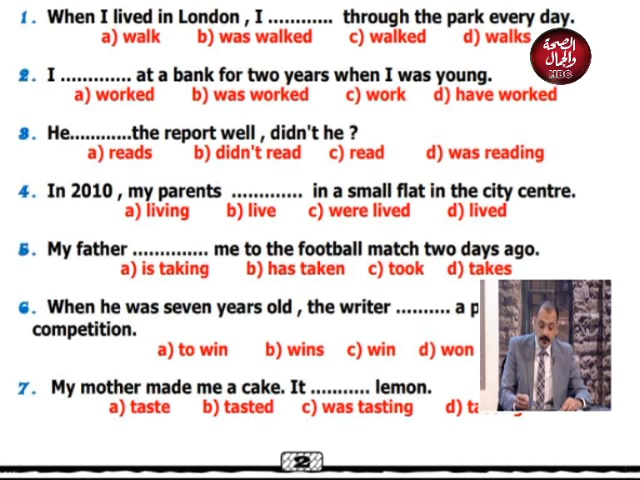 1. When I lived in London , I ............ through the park every day.
a) walk b) was walked c) walked d) walks
الصحة والجمال
HBC
2. I ............. at a bank for two years when I was young.
a) worked b) was worked c) work d) have worked
3. He............the report well , didn't he ?
a) reads b) didn't read c) read d) was reading
4. In 2010 , my parents ............. in a small flat in the city centre.
a) living b) live c) were lived d) lived
5. My father .............. me to the football match two days ago.
a) is taking b) has taken c) took d) takes
6. When he was seven years old , the writer .......... a
competition.
a) to win b) wins c) win d) won
7. My mother made me a cake. It ........... lemon.
a) taste b) tasted c) was tasting d)
2